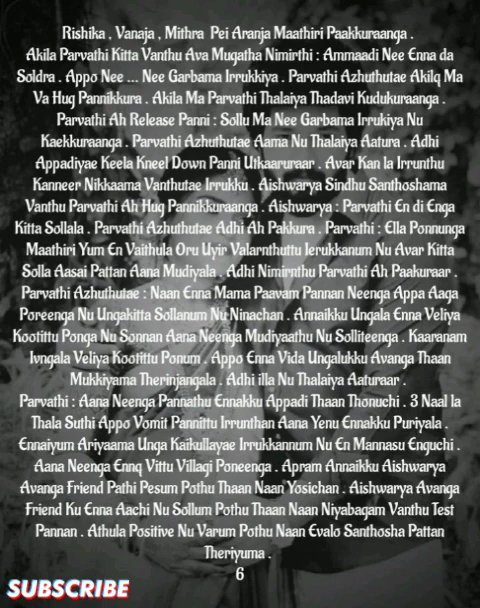 Rishika , Vanaja , Mithra  Pei Aranja Maathiri Paakkuraanga .
Akila Parvathi Kitta Vanthu Ava Mugatha Nimirthi : Ammaadi Nee Enna da
Soldra . Appo Nee ... Nee Garbama Irrukkiya . Parvathi Azhuthutae Akilq Ma
Va Hug Pannikkura . Akila Ma Parvathi Thalaiya Thadavi Kudukuraanga .
Parvathi Ah Release Panni : Sollu Ma Nee Garbama Irrukiya Nu
Kaekkuraanga . Parvathi Azhuthutae Aama Nu Thalaiya Aatura . Adhi
Appadiyae Keela Kneel Down Panni Utkaaruraar . Avar Kan la Irrunthu
Kanneer Nikkaama Vanthutae Irrukku . Aishwarya Sindhu Santhoshama
Vanthu Parvathi Ah Hug Pannikkuraanga . Aishwarya : Parvathi En di Enga
Kitta Sollala . Parvathi Azhuthutae Adhi Ah Pakkura . Parvathi : Ella Ponnunga
Maathiri Yum En Vaithula Oru Uyir Valarnthuttu Ierukkanum Nu Avar Kitta
Solla Aasai Pattan Aana Mudiyala . Adhi Nimirnthu Parvathi Ah Paakuraar .
Parvathi Azhuthutae : Naan Enna Mama Paavam Pannan Neenga Appa Aaga
Poreenga Nu Ungakitta Sollanum Nu Ninachan . Annaikku Ungala Enna Veliya
Kootittu Ponga Nu Sonnan Aana Neenga Mudiyaathu Nu Solliteenga . Kaaranam
Ivngala Veliya Kootittu Ponum . Appo Enna Vida Ungalukku Avanga Thaan
Mukkiyama Therinjangala . Adhi illa Nu Thalaiya Aaturaar .
Parvathi : Aana Neenga Pannathu Ennakku Appadi Thaan Thonuchi . 3 Naal la
Thala Suthi Appo Vomit Pannittu Irrunthan Aana Yenu Ennakku Puriyala .
Ennaiyum Ariyaama Unga Kaikullayae Irrukkannum Nu En Mannasu Enguchi .
Aana Neenga Ennq Vittu Villagi Poneenga . Apram Annaikku Aishwarya
Avanga Friend Pathi Pesum Pothu Thaan Naan Yosichan . Aishwarya Avanga
Friend Ku Enna Aachi Nu Sollum Pothu Thaan Naan Niyabagam Vanthu Test
Pannan . Athula Positive Nu Varum Pothu Naan Evalo Santhosha Pattan
Theriyuma .
6
SUBSCRIBE